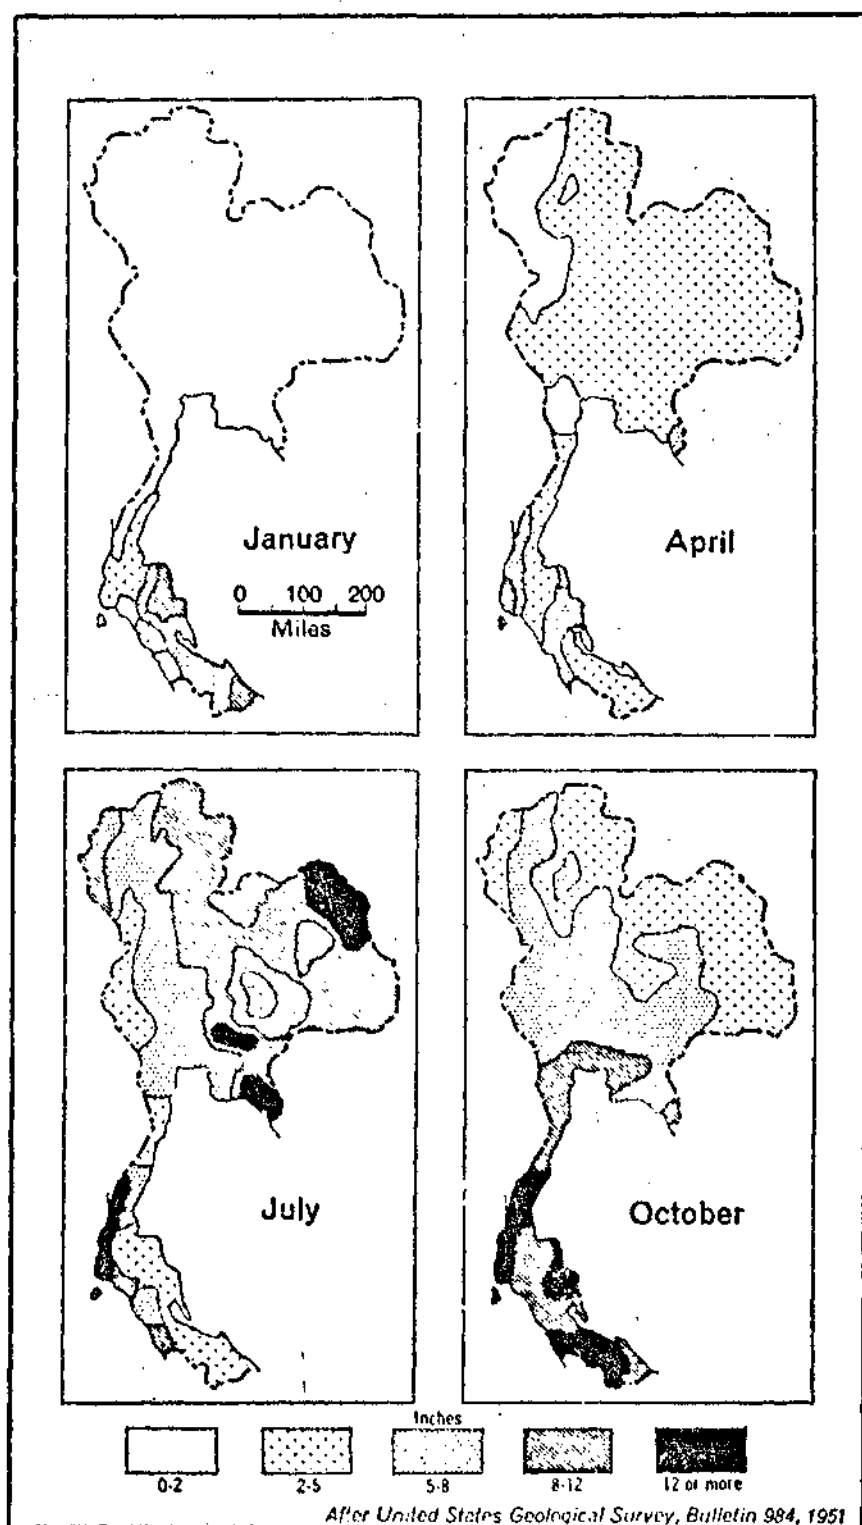 January
0 100 200
Miles
April
July
October
Inches
0-2 2-5 5-8 8-12 12 or more
After United States Geological Survey, Bulletin 984, 1951